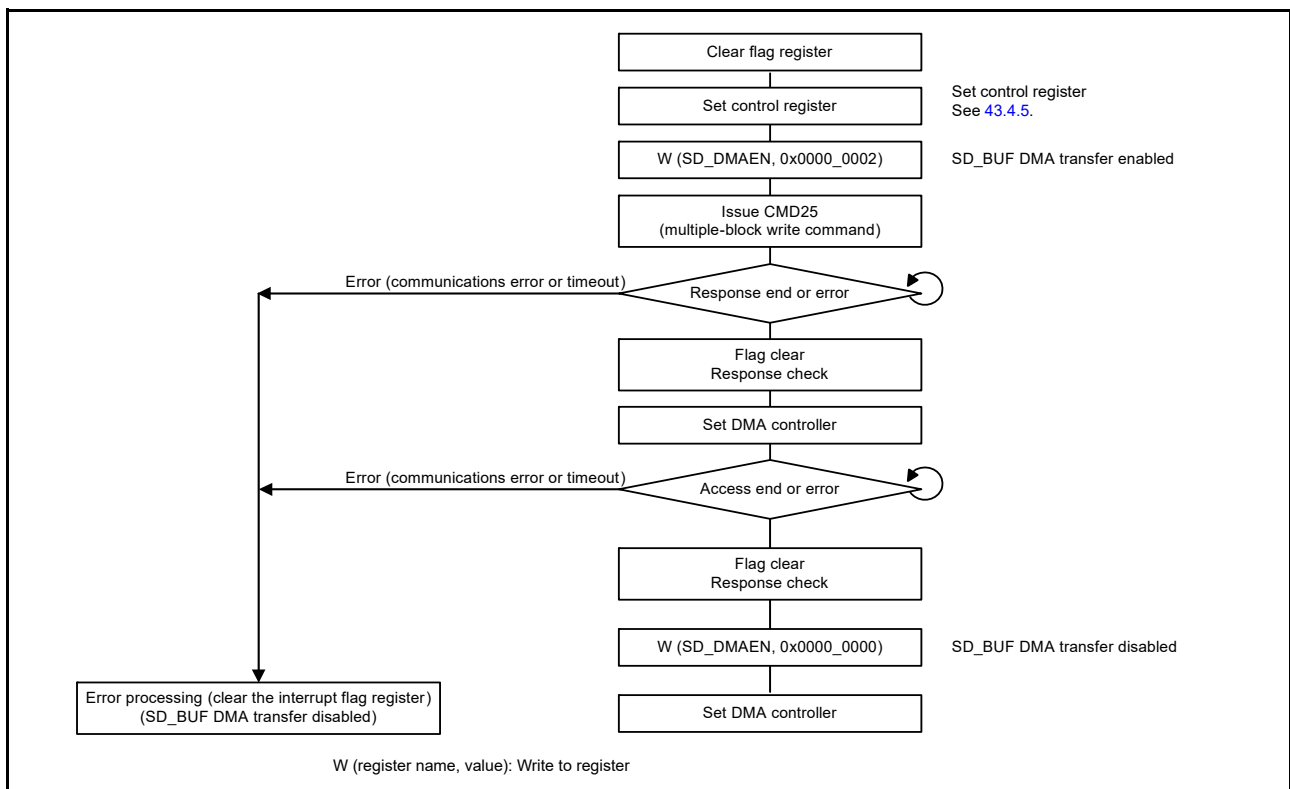 Clear flag register
Set control register
Set control register
See 43.4.5.
W (SD_DMAEN, 0x0000_0002)
SD_BUF DMA transfer enabled
Issue CMD25
(multiple-block write command)
Error (communications error or timeout)
Response end or error
Flag clear
Response check
Set DMA controller
Error (communications error or timeout)
Access end or error
Flag clear
Response check
W (SD_DMAEN, 0x0000_0000)
SD_BUF DMA transfer disabled
Error processing (clear the interrupt flag register)
(SD_BUF DMA transfer disabled)
Set DMA controller
W (register name, value): Write to register